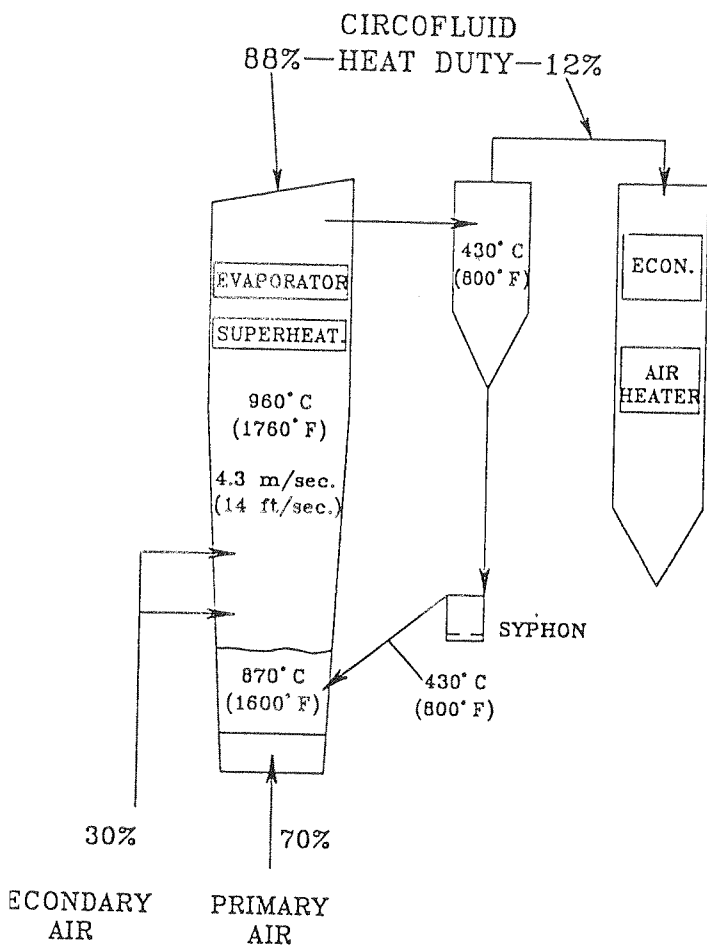 CIRCOFLUID
88%—HEAT DUTY—12%
430°C
(800°F)
ECON.
EVAPORATOR
SUPERHEAT.
AIR
HEATER
960°C
(1760°F)
4.3 m/sec.
(14 ft/sec.)
SYPHON
870°C
(1600°F)
430°C
(800°F)
30%
70%
ECONDARY
AIR
PRIMARY
AIR